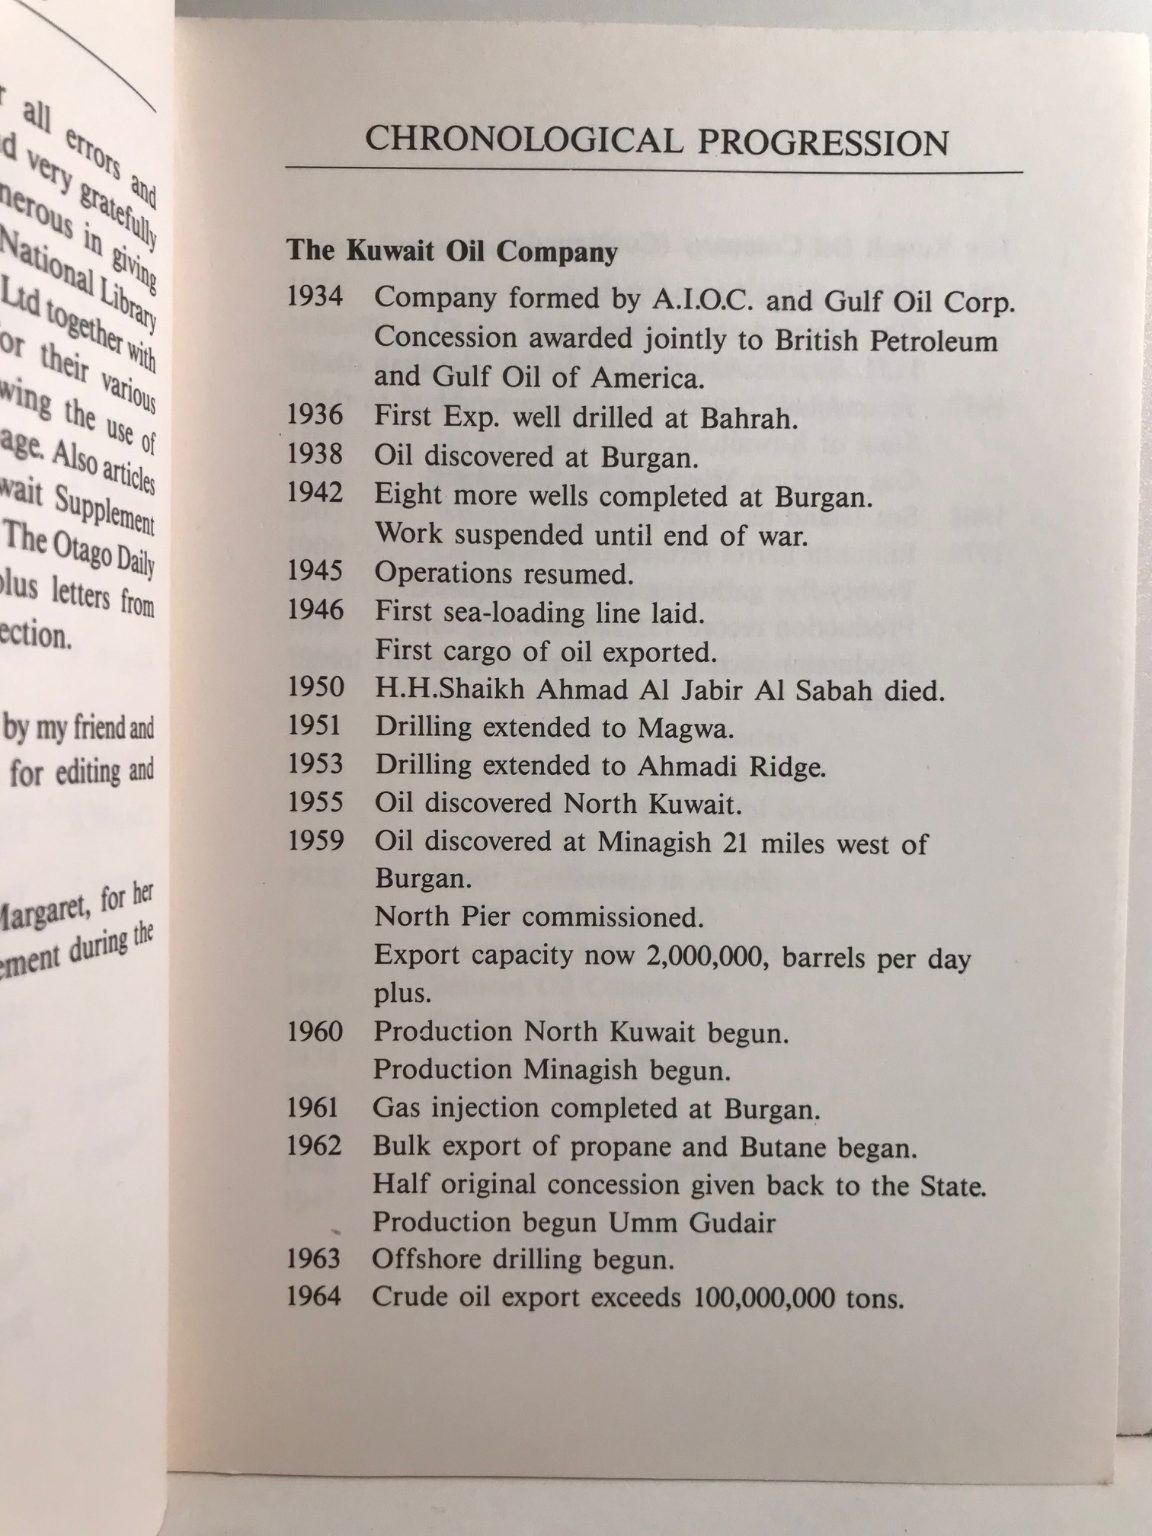 all errors and
very gratefully
in giving
National Library
Ltd together with
for their various
the use of
Also articles
Supplement
The Otago Daily
plus letters from
by my friend and
for editing and
Margaret, for her
during the
CHRONOLOGICAL PROGRESSION
The Kuwait Oil Company
1934 Company formed by A.I.O.C. and Gulf Oil Corp.
Concession awarded jointly to British Petroleum
and Gulf Oil of America.
1936 First Exp. well drilled at Bahrah.
1938 Oil discovered at Burgan.
1942 Eight more wells completed at Burgan.
Work suspended until end of war.
1945 Operations resumed.
1946 First sea-loading line laid.
First cargo of oil exported.
1950 H.H.Shaikh Ahmad Al Jabir Al Sabah died.
1951 Drilling extended to Magwa.
1953 Drilling extended to Ahmadi Ridge.
1955 Oil discovered North Kuwait.
1959 Oil discovered at Minagish 21 miles west of
Burgan.
North Pier commissioned.
Export capacity now 2,000,000, barrels per day
plus.
1960 Production North Kuwait begun.
Production Minagish begun.
1961 Gas injection completed at Burgan.
1962 Bulk export of propane and Butane began.
Half original concession given back to the State.
Production begun Umm Gudair
1963 Offshore drilling begun.
1964 Crude oil export exceeds 100,000,000 tons.